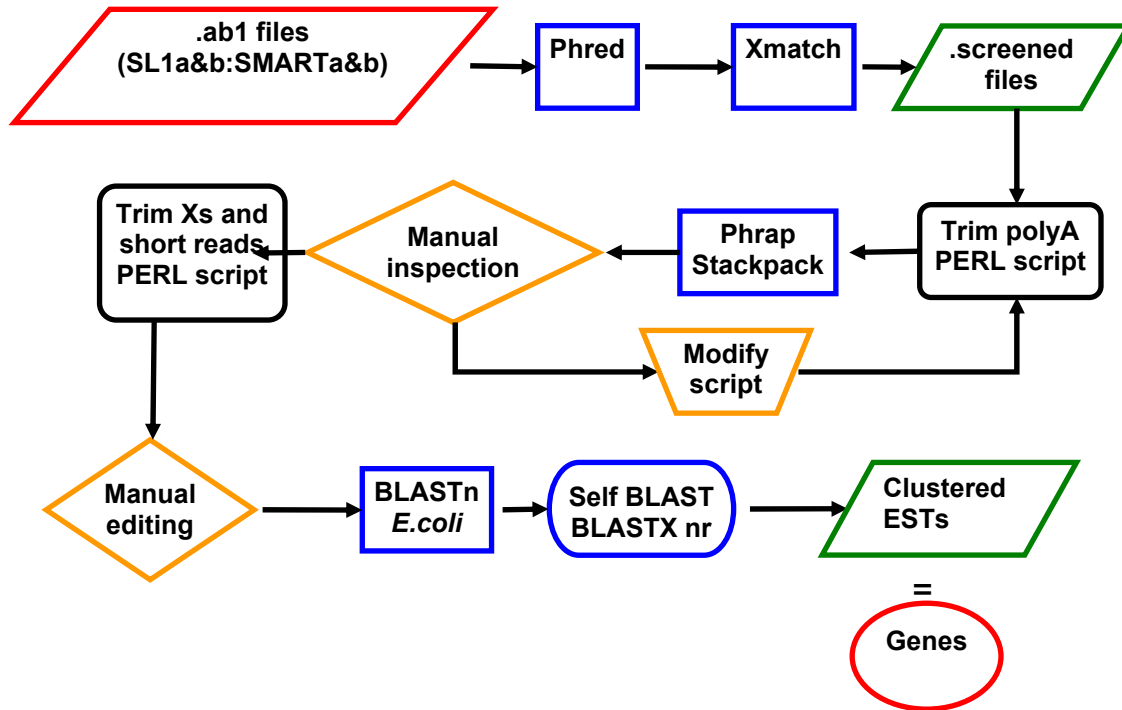 .ab1 files
(SL1a&b:SMARTa&b)
Phred
Xmatch
.screened
files
Trim Xs and
short reads
PERL script
Manual
inspection
Phrap
Stackpack
Trim polyA
PERL script
Modify
script
Manual
editing
BLASTn
E.coli
Self BLAST
BLASTX nr
Clustered
ESTs
=
Genes